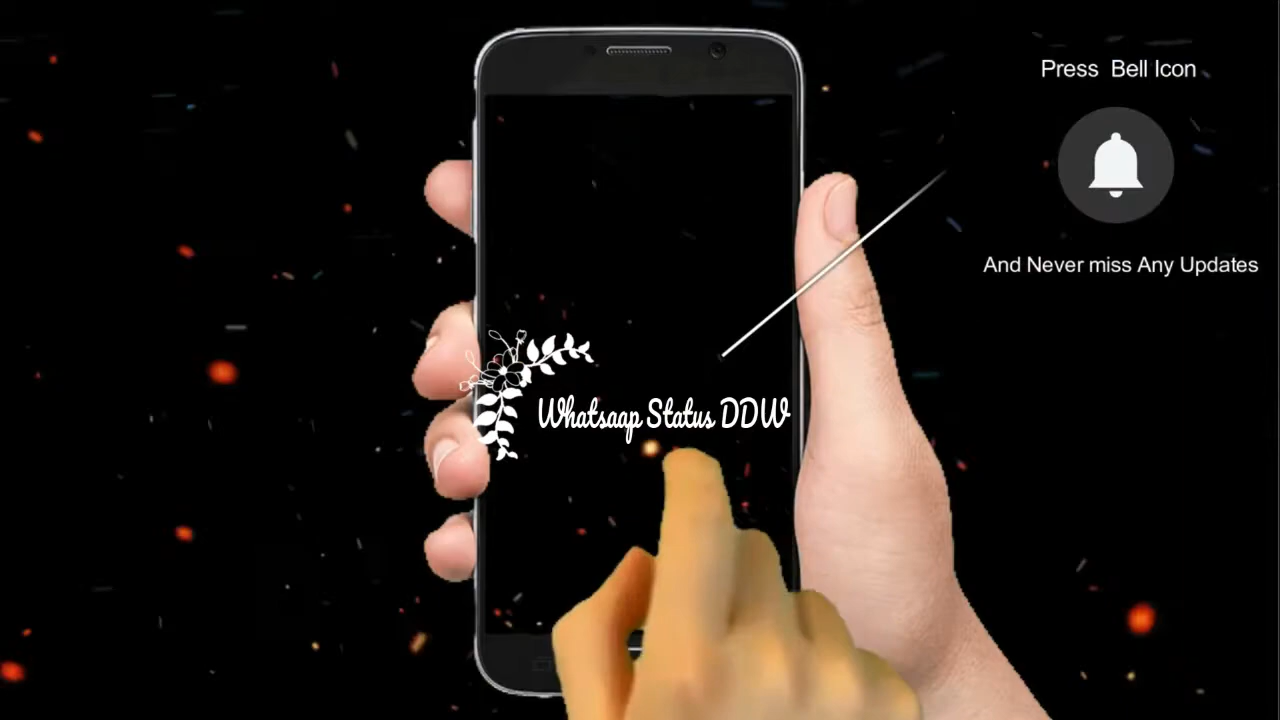 Press Bell Icon
And Never miss Any Updates
Whatsaap Status DDW